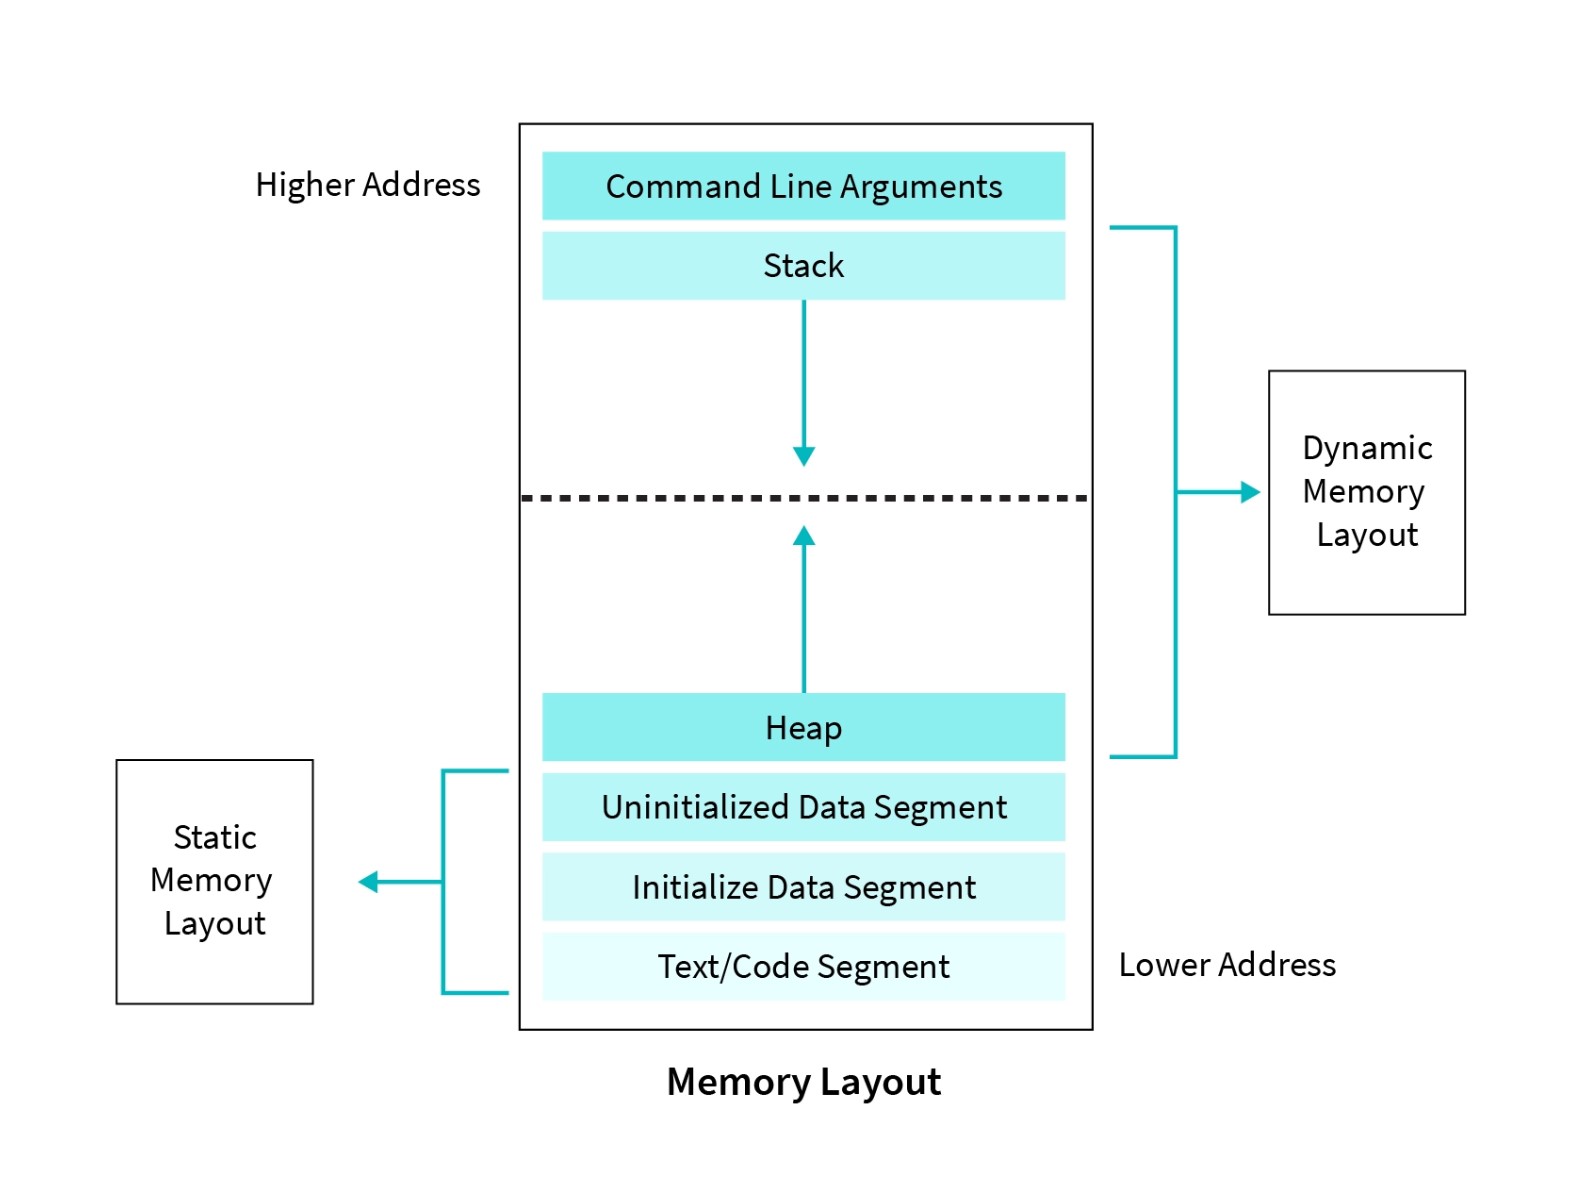 Higher Address
Command Line Arguments
Stack
Dynamic
Memory
Layout
Heap
Uninitialized Data Segment
Initialize Data Segment
Text/Code Segment
Static
Memory
Layout
Lower Address
Memory Layout